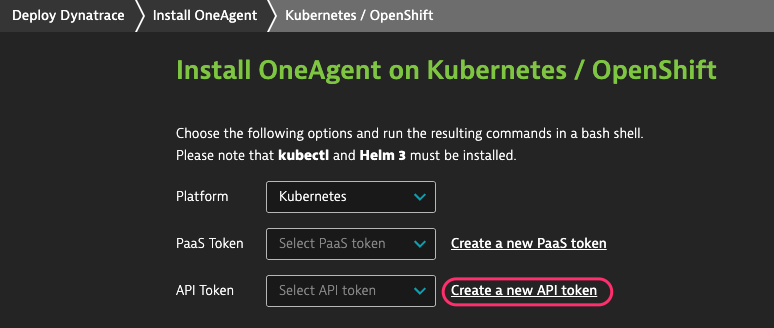 Deploy Dynatrace Install OneAgent Kubernetes / OpenShift
Install OneAgent on Kubernetes / OpenShift
Choose the following options and run the resulting commands in a bash shell.
Please note that kubectl and Helm 3 must be installed.
Platform Kubernetes
PaaS Token Select PaaS token Create a new PaaS token
API Token Select API token Create a new API token